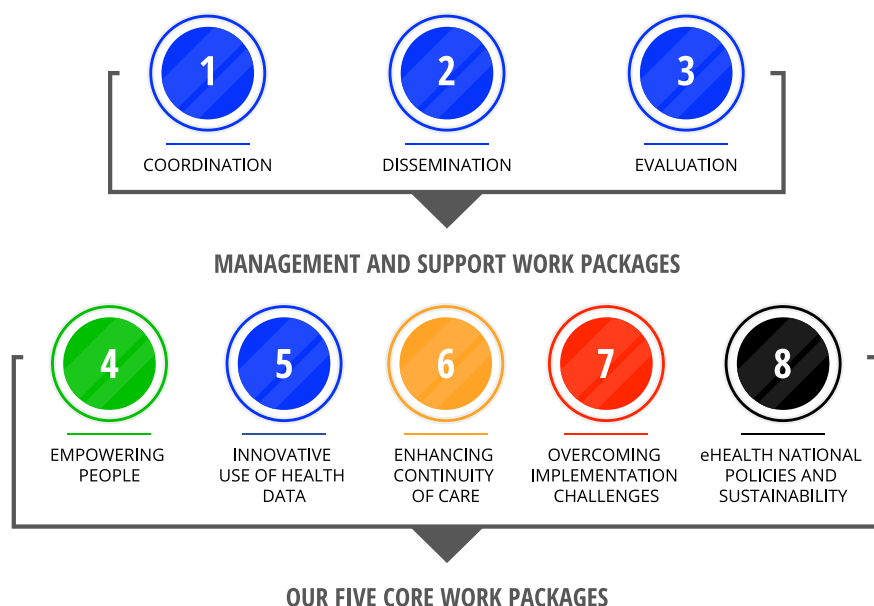 1
2
3
COORDINATION
DISSEMINATION
EVALUATION
MANAGEMENT AND SUPPORT WORK PACKAGES
4
5
6
7
8
EMPOWERING
PEOPLE
INNOVATIVE
USE OF HEALTH
DATA
ENHANCING
CONTINUITY
OF CARE
OVERCOMING
IMPLEMENTATION
CHALLENGES
eHEALTH NATIONAL
POLICIES AND
SUSTAINABILITY
OUR FIVE CORE WORK PACKAGES